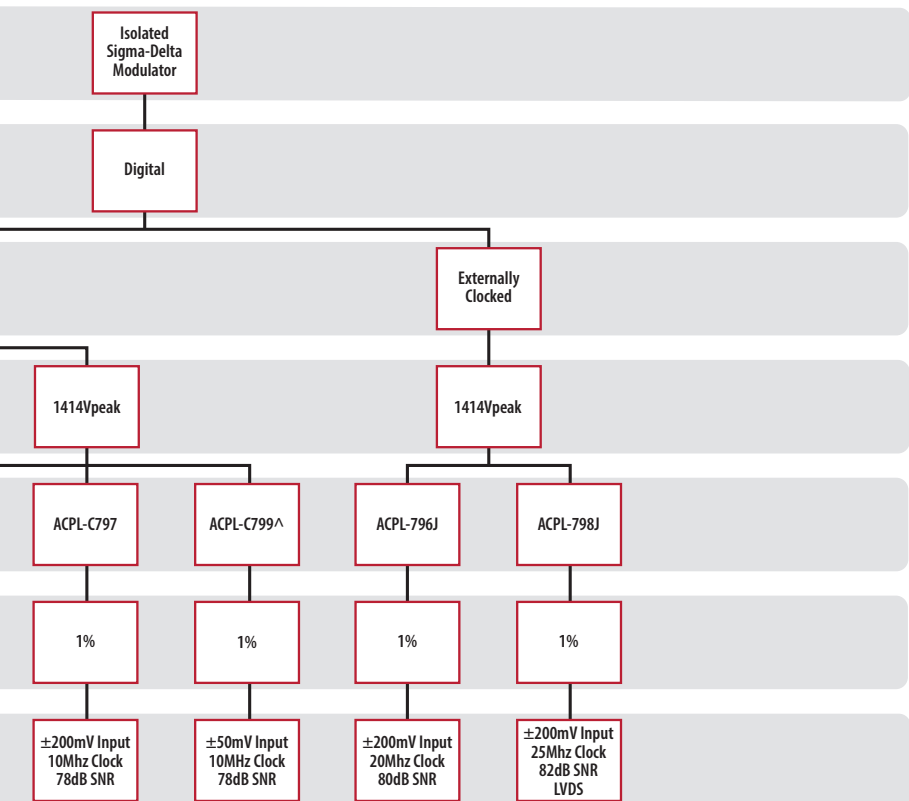 Isolated
Sigma-Delta
Modulator
Digital
Externally
Clocked
1414Vpeak
1414Vpeak
ACPL-C797
ACPL-C799^
ACPL-796J
ACPL-798J
1%
1%
1%
1%
±200mV Input
10Mhz Clock
78dB SNR
±50mV Input
10MHz Clock
78dB SNR
±200mV Input
20Mhz Clock
80dB SNR
±200mV Input
25Mhz Clock
82dB SNR
LVDS